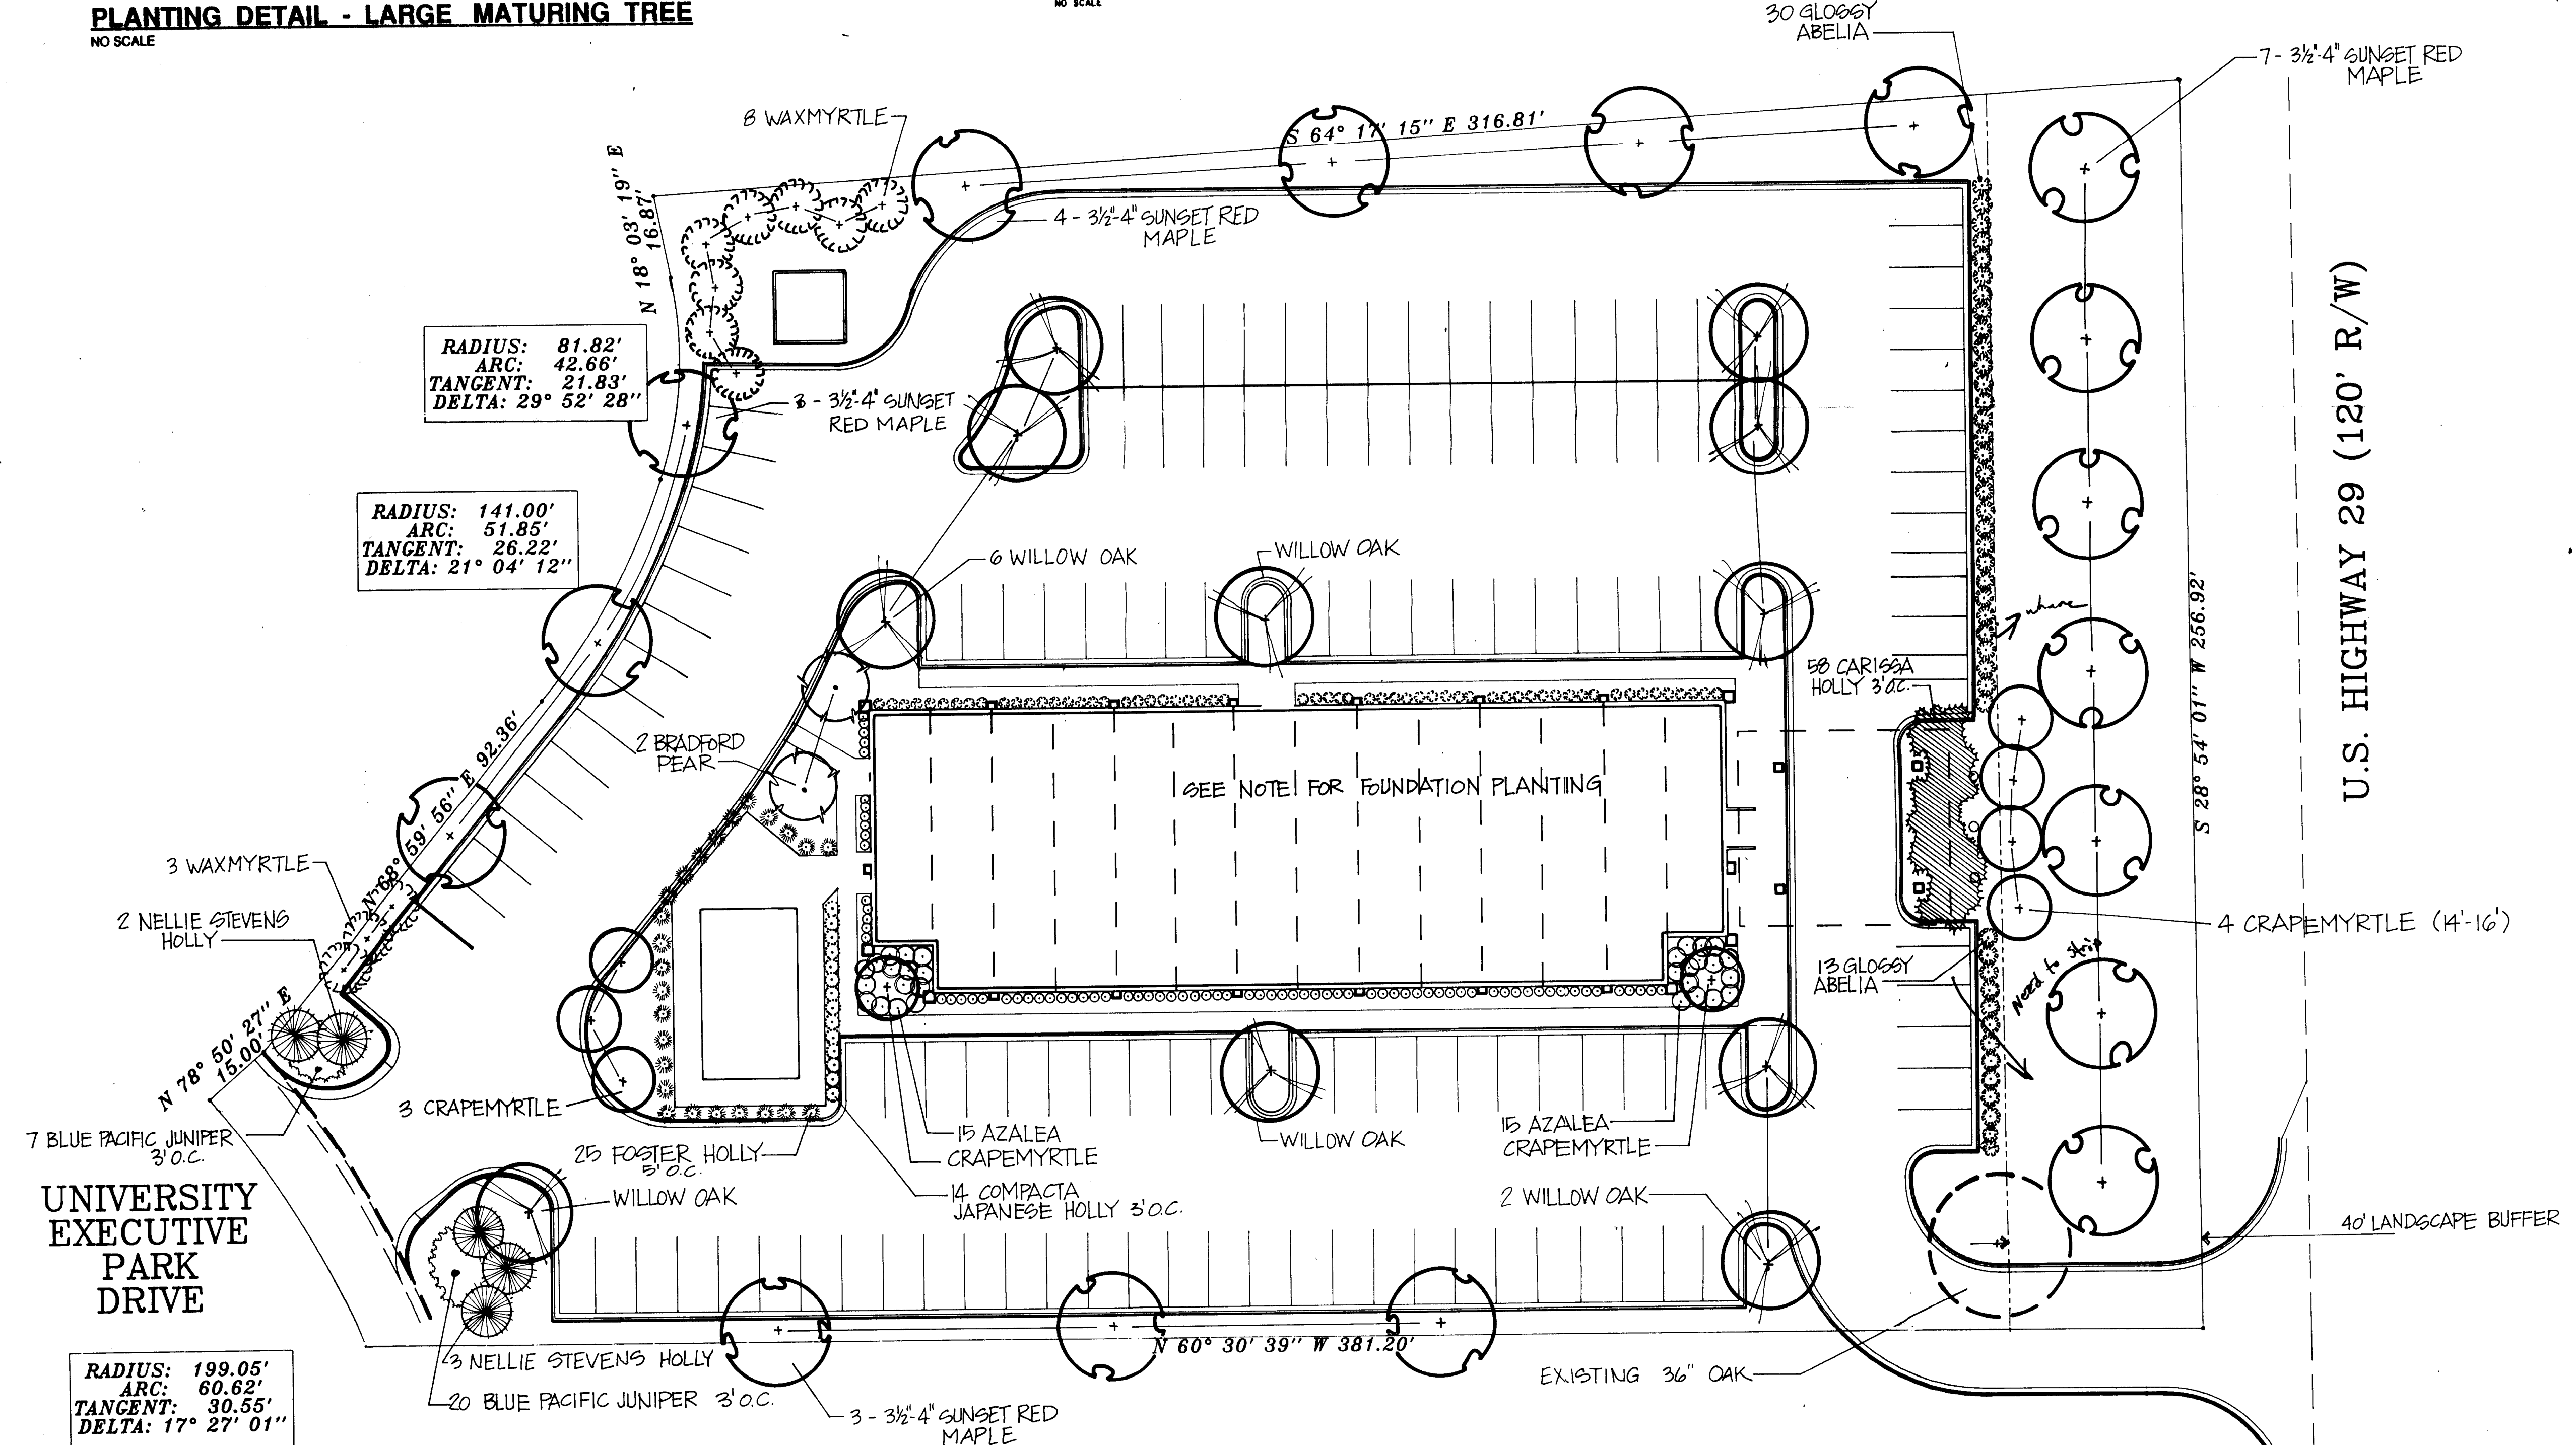 PLANTING DETAIL - LARGE MATURING TREE
NO SCALE
NO SCALE
30 GLOSSY
ABELIA
7 - 3½"-4" SUNSET RED
MAPLE
8 WAXMYRTLE
S 64° 17' 15" E 316.81'
N 18° 03' 19" E
16.87'
4 - 3½"-4" SUNSET RED
MAPLE
RADIUS: 81.82'
ARC: 42.66'
TANGENT: 21.83'
DELTA: 29° 52' 28"
3 - 3½"-4" SUNSET
RED MAPLE
U.S. HIGHWAY 29 (120' R/W)
RADIUS: 141.00'
ARC: 51.85'
TANGENT: 26.22'
DELTA: 21° 04' 12"
6 WILLOW OAK
WILLOW OAK
S 28° 54' 01" W 256.92'
58 CARISSA
HOLLY 3' O.C.
2 BRADFORD
PEAR
SEE NOTE FOR FOUNDATION PLANTING
N 68° 59' 56" E 92.36'
3 WAXMYRTLE
2 NELLIE STEVENS
HOLLY
4 CRAPEMYRTLE (14'-16')
13 GLOSSY
ABELIA
Need to strip
N 78° 50' 27" E
15.00'
3 CRAPEMYRTLE
7 BLUE PACIFIC JUNIPER
3' O.C.
25 FOSTER HOLLY
5' O.C.
15 AZALEA
CRAPEMYRTLE
WILLOW OAK
15 AZALEA
CRAPEMYRTLE
UNIVERSITY
EXECUTIVE
PARK
DRIVE
WILLOW OAK
14 COMPACTA
JAPANESE HOLLY 3' O.C.
2 WILLOW OAK
40' LANDSCAPE BUFFER
N 60° 30' 39" W 381.20'
3 NELLIE STEVENS HOLLY
EXISTING 36" OAK
20 BLUE PACIFIC JUNIPER 3' O.C.
RADIUS: 199.05'
ARC: 60.62'
TANGENT: 30.55'
DELTA: 17° 27' 01"
3 - 3½"-4" SUNSET RED
MAPLE